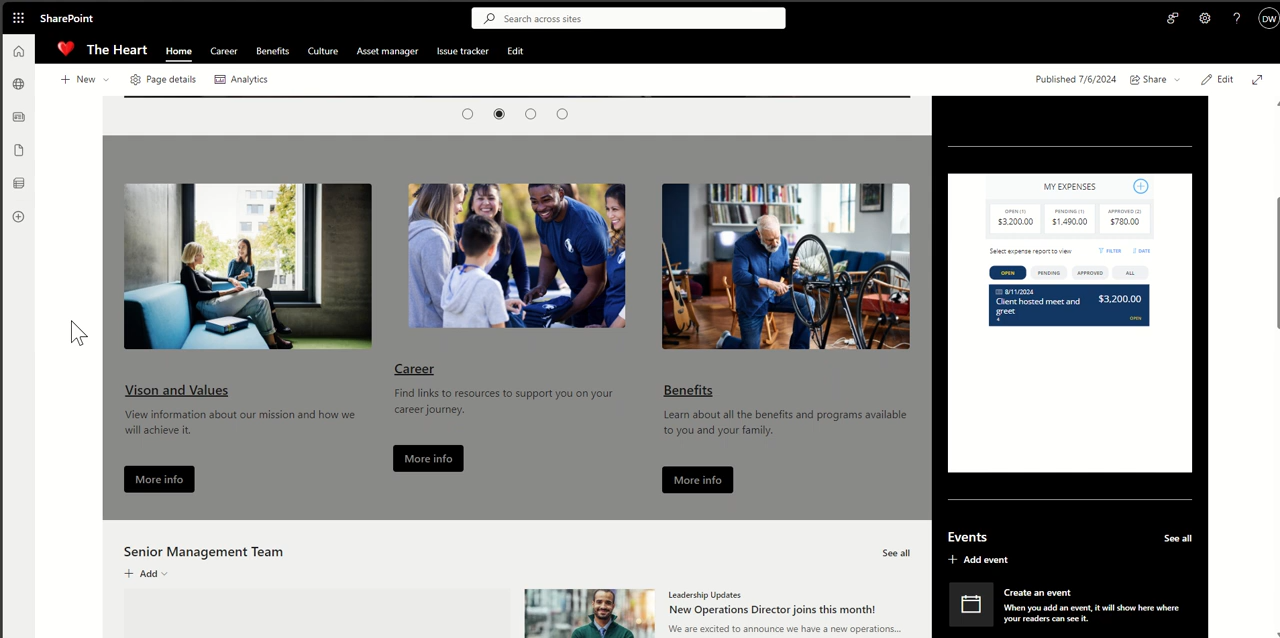 SharePoint
Search across sites
DW
The Heart
Home
Career
Benefits
Culture
Asset manager
Issue tracker
Edit
New
Page details
Analytics
Published 7/6/2024
Share
Edit
Vison and Values
View information about our mission and how we
will achieve it.
More info
Career
Find links to resources to support you on your
career journey.
More info
Benefits
Learn about all the benefits and programs available
to you and your family.
More info
Senior Management Team
See all
Add
Leadership Updates
New Operations Director joins this month!
We are excited to announce we have a new operations...
MY EXPENSES
OPEN (1)
$3,200.00
PENDING (1)
$1,490.00
APPROVED (2)
$780.00
Select expense report to view
FILTER
DATE
OPEN
PENDING
APPROVED
ALL
8/11/2024
Client hosted meet and
greet
$3,200.00
4
OPEN
Events
See all
Add event
Create an event
When you add an event, it will show here where
your readers can see it.